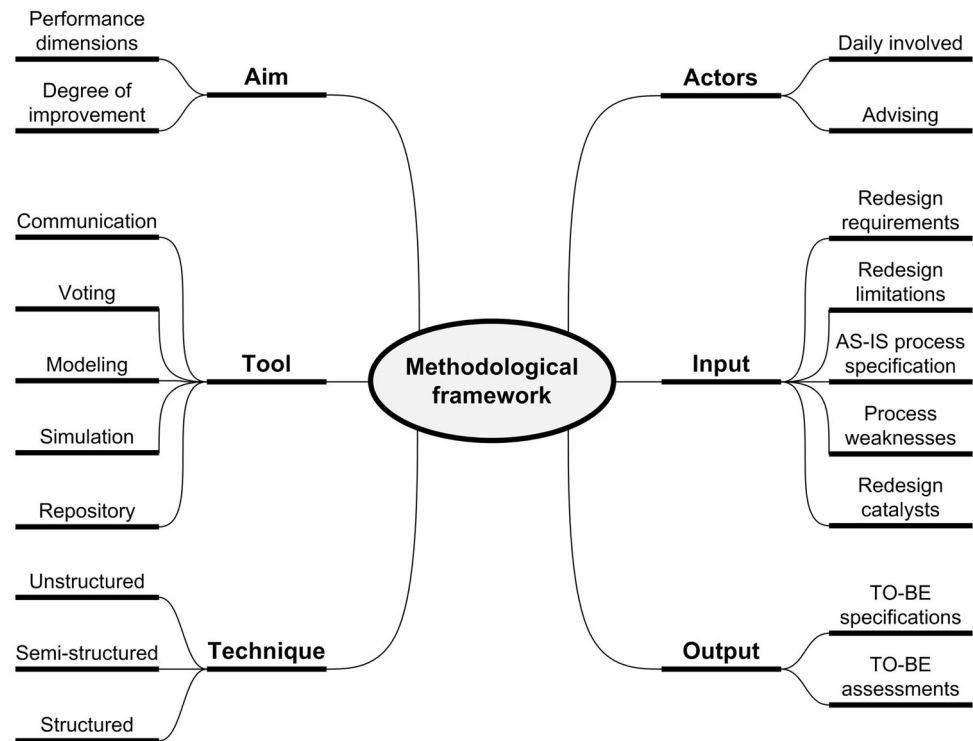 Performance
dimensions
Degree of
improvement
Aim
Communication
Voting
Modeling
Simulation
Repository
Tool
Unstructured
Semi-structured
Structured
Technique
Methodological
framework
Actors
Daily involved
Advising
Input
Redesign
requirements
Redesign
limitations
AS-IS process
specification
Process
weaknesses
Redesign
catalysts
Output
TO-BE
specifications
TO-BE
assessments